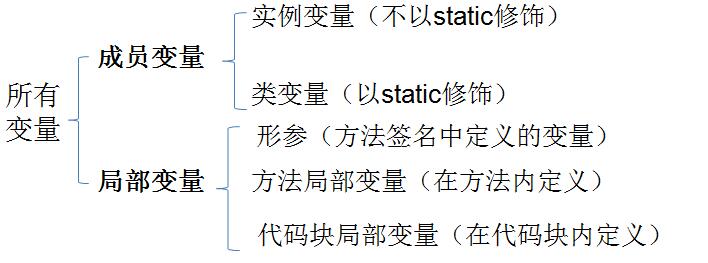 所有
变量
成员变量
实例变量（不以static修饰）
类变量（以static修饰）
局部变量
形参（方法签名中定义的变量）
方法局部变量（在方法内定义）
代码块局部变量（在代码块内定义）